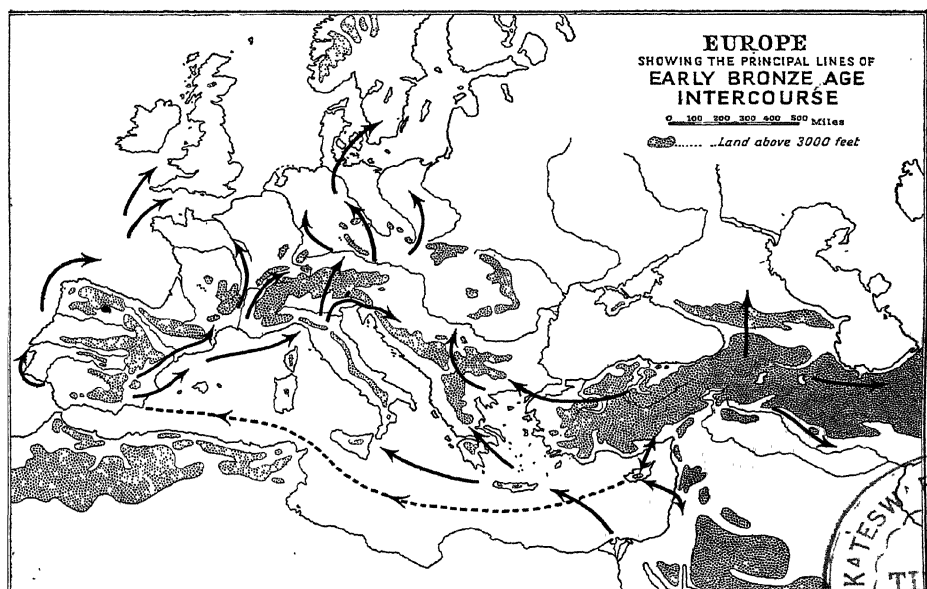 EUROPE
SHOWING THE PRINCIPAL LINES OF
EARLY BRONZE AGE
INTERCOURSE
0 100 200 300 400 500 Miles
Land above 3000 feet
KATESW